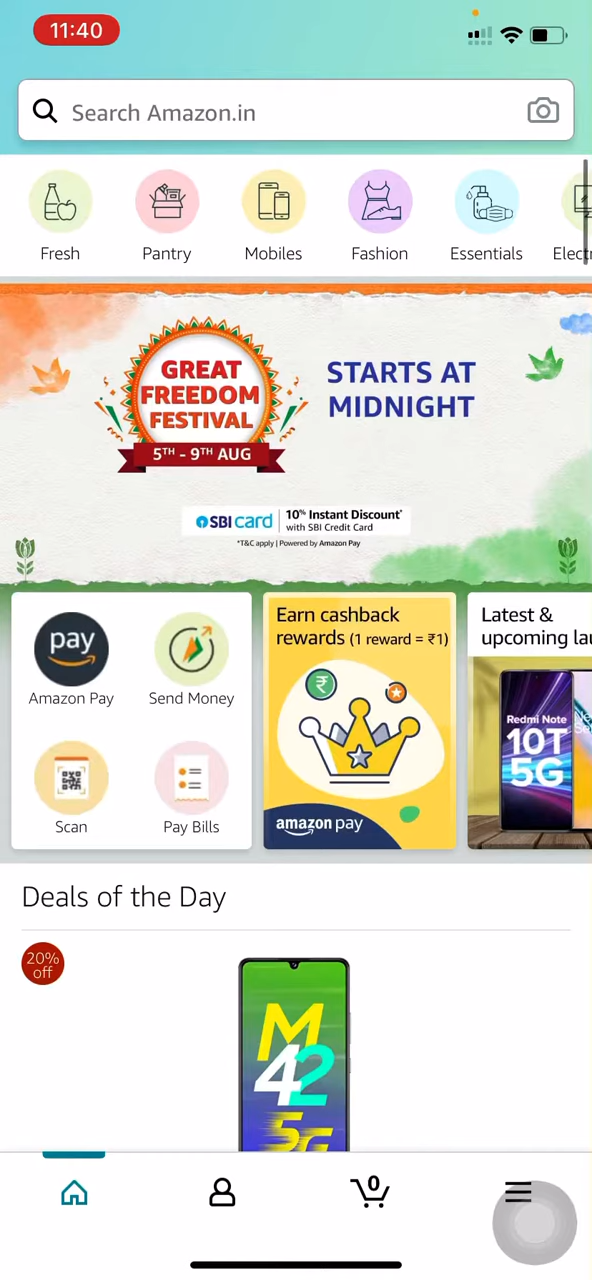 11:40
Search Amazon.in
Fresh
Pantry
Mobiles
Fashion
Essentials
Elect
GREAT
FREEDOM
FESTIVAL
5TH - 9TH AUG
STARTS AT
MIDNIGHT
SBI card
10% Instant Discount*
with SBI Credit Card
*T&C apply | Powered by Amazon Pay
pay
Amazon Pay
Send Money
Scan
Pay Bills
Earn cashback
rewards (1 reward = ₹1)
₹
amazon pay
Latest &
upcoming lau
Redmi Note
10T
5G
Deals of the Day
20%
off
M
42
5G
0